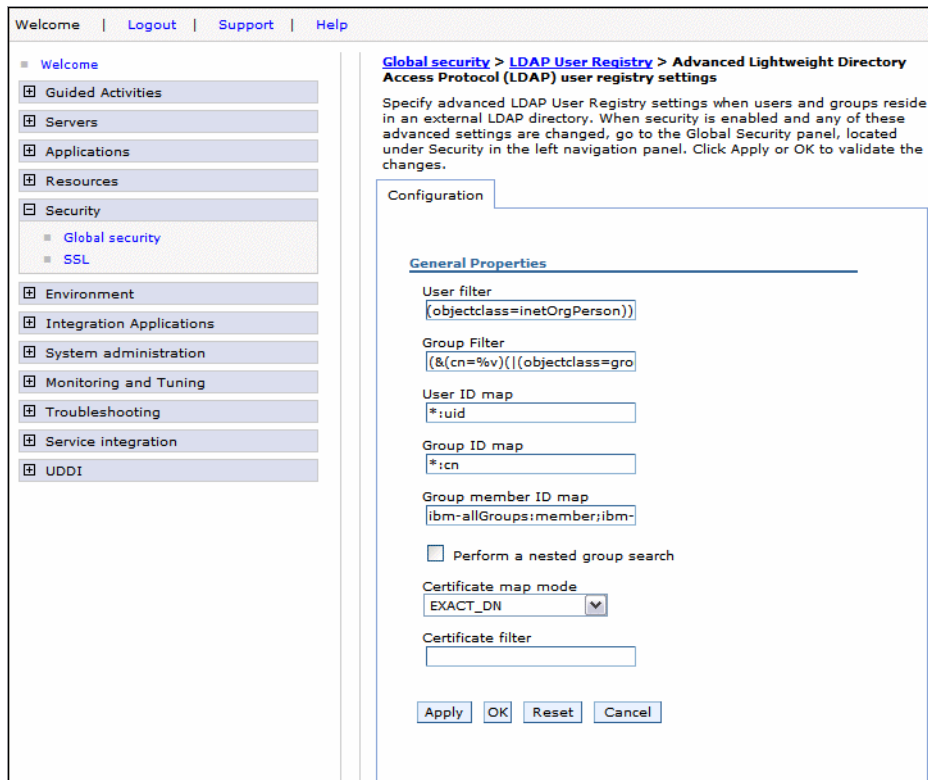 Welcome | Logout | Support | Help
Welcome
Guided Activities
Servers
Applications
Resources
Security
Global security
SSL
Environment
Integration Applications
System administration
Monitoring and Tuning
Troubleshooting
Service integration
UDDI
Global security > LDAP User Registry > Advanced Lightweight Directory
Access Protocol (LDAP) user registry settings
Specify advanced LDAP User Registry settings when users and groups reside
in an external LDAP directory. When security is enabled and any of these
advanced settings are changed, go to the Global Security panel, located
under Security in the left navigation panel. Click Apply or OK to validate the
changes.
Configuration
General Properties
User filter
(objectclass=inetOrgPerson))
Group Filter
(&(cn=%v)(|(objectclass=gro
User ID map
*:uid
Group ID map
*:cn
Group member ID map
ibm-allGroups:member;ibm-
Perform a nested group search
Certificate map mode
EXACT_DN
Certificate filter
Apply OK Reset Cancel